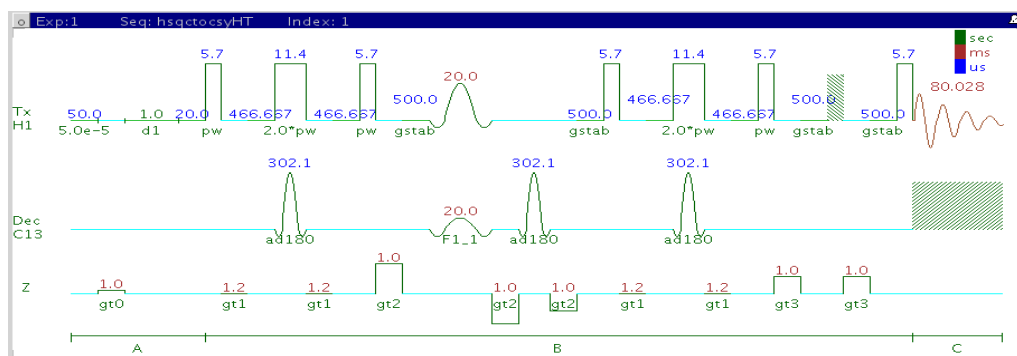 Exp:1 Seq: hsqctocsyHT Index: 1
sec
ms
us
5.7 11.4 5.7 20.0 5.7 11.4 5.7 5.7 80.028
Tx
H1
50.0 1.0 20.0 466.667 466.667 500.0 500.0 466.667 466.667 500.0 500.0
5.0e-5 d1 pw 2.0*pw pw gstab gstab 2.0*pw pw gstab gstab
302.1 20.0 302.1 302.1
Dec
C13
ad180 F1_1 ad180 ad180
Z
1.0 1.2 1.2 1.0 1.0 1.0 1.2 1.2 1.0 1.0
gt0 gt1 gt1 gt2 gt2 gt2 gt1 gt1 gt3 gt3
A B C